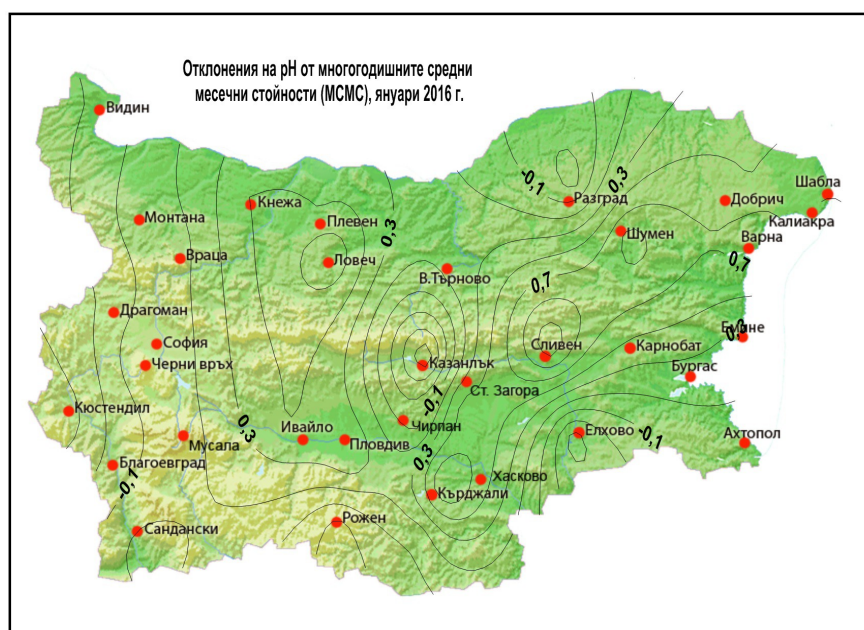 Отклонения на pH от многогодишните средни
месечни стойности (МСМС), януари 2016 г.
Видин
-0,1
0,3
Шабла
Кнежа
Разград
Добрич
Монтана
Плевен
0,3
Калиакра
Шумен
Варна
Враца
Ловеч
В.Търново
0,7
0,7
Драгоман
Емине
0,3
София
Сливен
Карнобат
Черни връх
Казанлък
Бургас
Ст. Загора
-0,1
Кюстендил
Чирпан
0,3
Ивайло
Елхово
-0,1
Ахтопол
Мусала
Пловдив
Благоевград
0,3
Хасково
-0,1
Кърджали
Сандански
Рожен